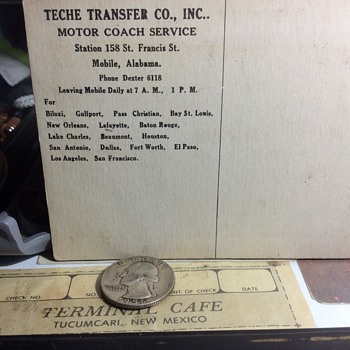 TECHE TRANSFER CO., INC..
MOTOR COACH SERVICE
Station 158 St. Francis St.
Mobile, Alabama.
Phone Dexter 6118
Leaving Mobile Daily at 7 A. M., 1 P. M.
For
Biloxi, Gulfport, Pass Christian, Bay St. Louis,
New Orleans, Lafayette, Baton Rouge,
Lake Charles, Beaumont, Houston,
San Antonio, Dallas, Fort Worth, El Paso,
Los Angeles, San Francisco.
CHECK NO. NO OF CHECK DATE
TERMINAL CAFE
TUCUMCARI, NEW MEXICO